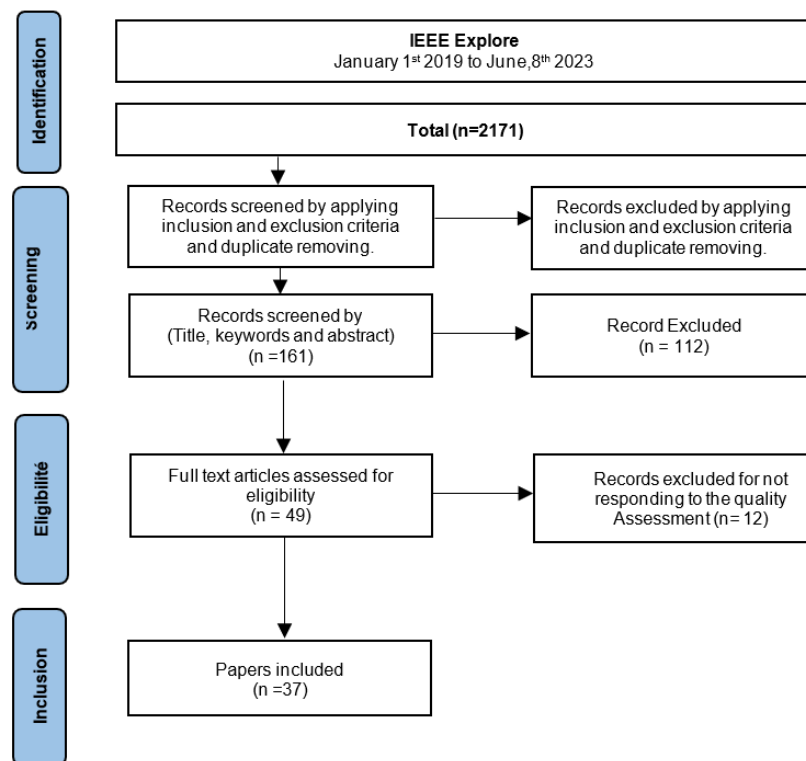 Identification
IEEE Explore
January 1st 2019 to June,8th 2023
Total (n=2171)
Screening
Records screened by applying
inclusion and exclusion criteria
and duplicate removing.
Records excluded by applying
inclusion and exclusion criteria
and duplicate removing.
Records screened by
(Title, keywords and abstract)
(n =161)
Record Excluded
(n = 112)
Eligibilité
Full text articles assessed for
eligibility
(n = 49)
Records excluded for not
responding to the quality
Assessment (n= 12)
Inclusion
Papers included
(n =37)